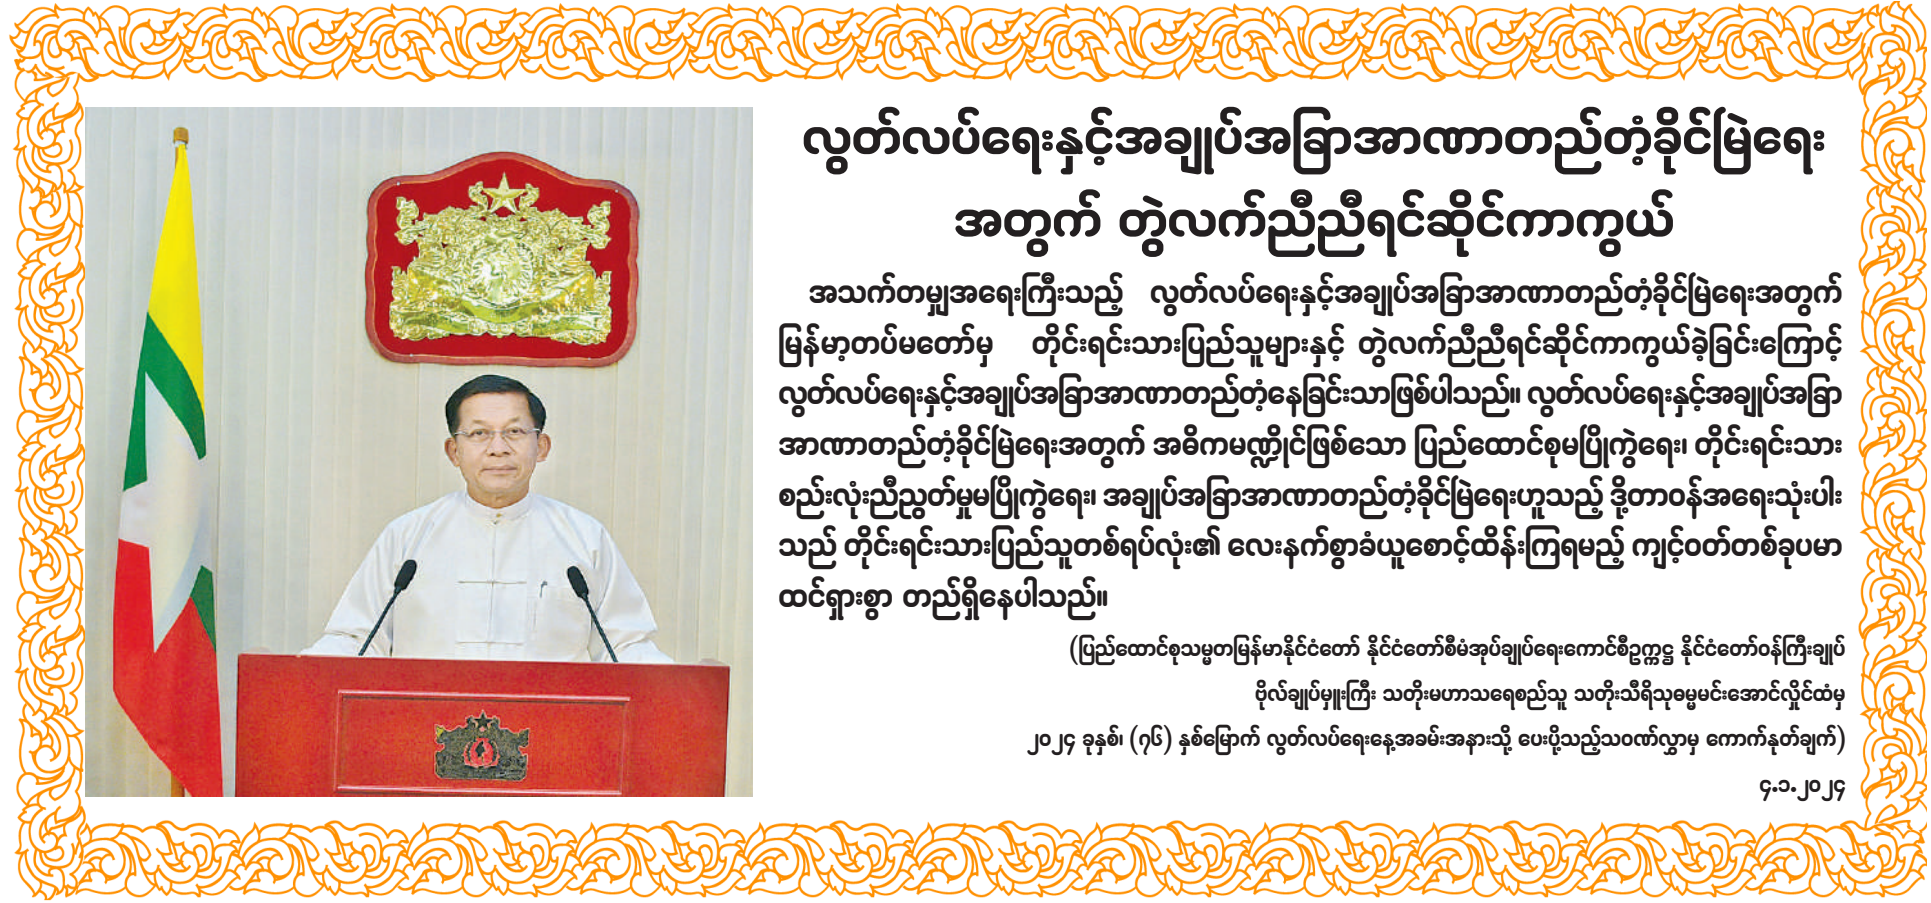 လွတ်လပ်ရေးနှင့်အချုပ်အခြာအာဏာတည်တံ့ခိုင်မြဲရေး
အတွက် တွဲလက်ညီညီရင်ဆိုင်ကာကွယ်
အသက်တမျှအရေးကြီးသည့် လွတ်လပ်ရေးနှင့်အချုပ်အခြာအာဏာတည်တံ့ခိုင်မြဲရေးအတွက်
မြန်မာ့တပ်မတော်မှ တိုင်းရင်းသားပြည်သူများနှင့် တွဲလက်ညီညီရင်ဆိုင်ကာကွယ်ခဲ့ခြင်းကြောင့်
လွတ်လပ်ရေးနှင့်အချုပ်အခြာအာဏာတည်တံ့နေခြင်းသာဖြစ်ပါသည်။ လွတ်လပ်ရေးနှင့်အချုပ်အခြာ
အာဏာတည်တံ့ခိုင်မြဲရေးအတွက် အဓိကမဏ္ဍိုင်ဖြစ်သော ပြည်ထောင်စုမပြိုကွဲရေး၊ တိုင်းရင်းသား
စည်းလုံးညီညွတ်မှုမပြိုကွဲရေး၊ အချုပ်အခြာအာဏာတည်တံ့ခိုင်မြဲရေးဟူသည့် ဒို့တာဝန်အရေးသုံးပါး
သည် တိုင်းရင်းသားပြည်သူတစ်ရပ်လုံး၏ လေးနက်စွာခံယူစောင့်ထိန်းကြရမည့် ကျင့်ဝတ်တစ်ခုပမာ
ထင်ရှားစွာ တည်ရှိနေပါသည်။
(ပြည်ထောင်စုသမ္မတမြန်မာနိုင်ငံတော် နိုင်ငံတော်စီမံအုပ်ချုပ်ရေးကောင်စီဥက္ကဋ္ဌ နိုင်ငံတော်ဝန်ကြီးချုပ်
ဗိုလ်ချုပ်မှူးကြီး သတိုးမဟာသရေစည်သူ သတိုးသီရိသုဓမ္မမင်းအောင်လှိုင်ထံမှ
၂၀၂၄ ခုနှစ်၊ (၇၆) နှစ်မြောက် လွတ်လပ်ရေးနေ့အခမ်းအနားသို့ ပေးပို့သည့်သဝဏ်လွှာမှ ကောက်နုတ်ချက်)
၄.၁.၂၀၂၄